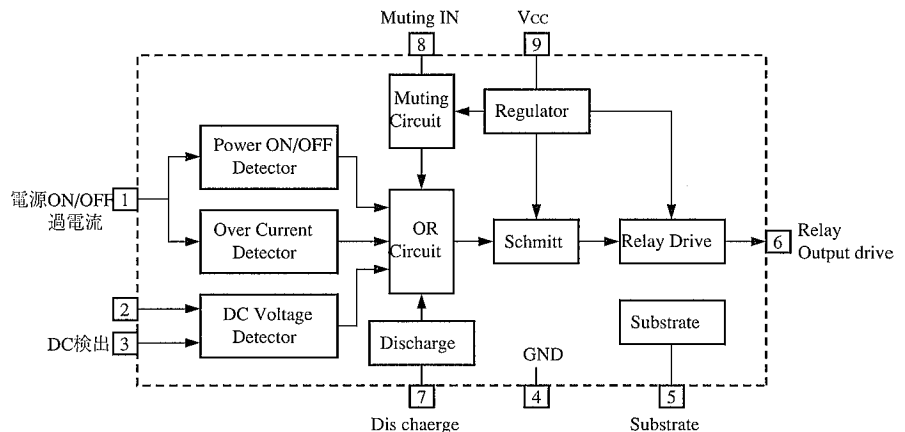 Muting IN
VCC
8
9
Muting
Circuit
Regulator
Power ON/OFF
Detector
電源ON/OFF
過電流
1
Over Current
Detector
OR
Circuit
Schmitt
Relay Drive
6
Relay
Output drive
2
DC検出
3
DC Voltage
Detector
Discharge
GND
Substrate
7
4
5
Dis chaerge
Substrate